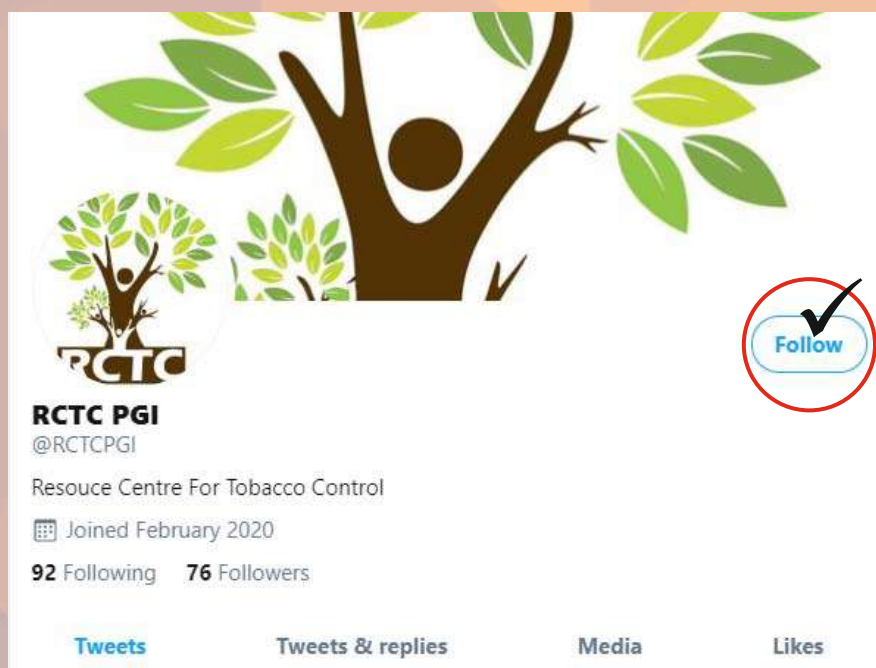 RCTC
Follow
RCTC PGI
@RCTCPGI
Resouce Centre For Tobacco Control
Joined February 2020
92 Following 76 Followers
Tweets Tweets & replies Media Likes